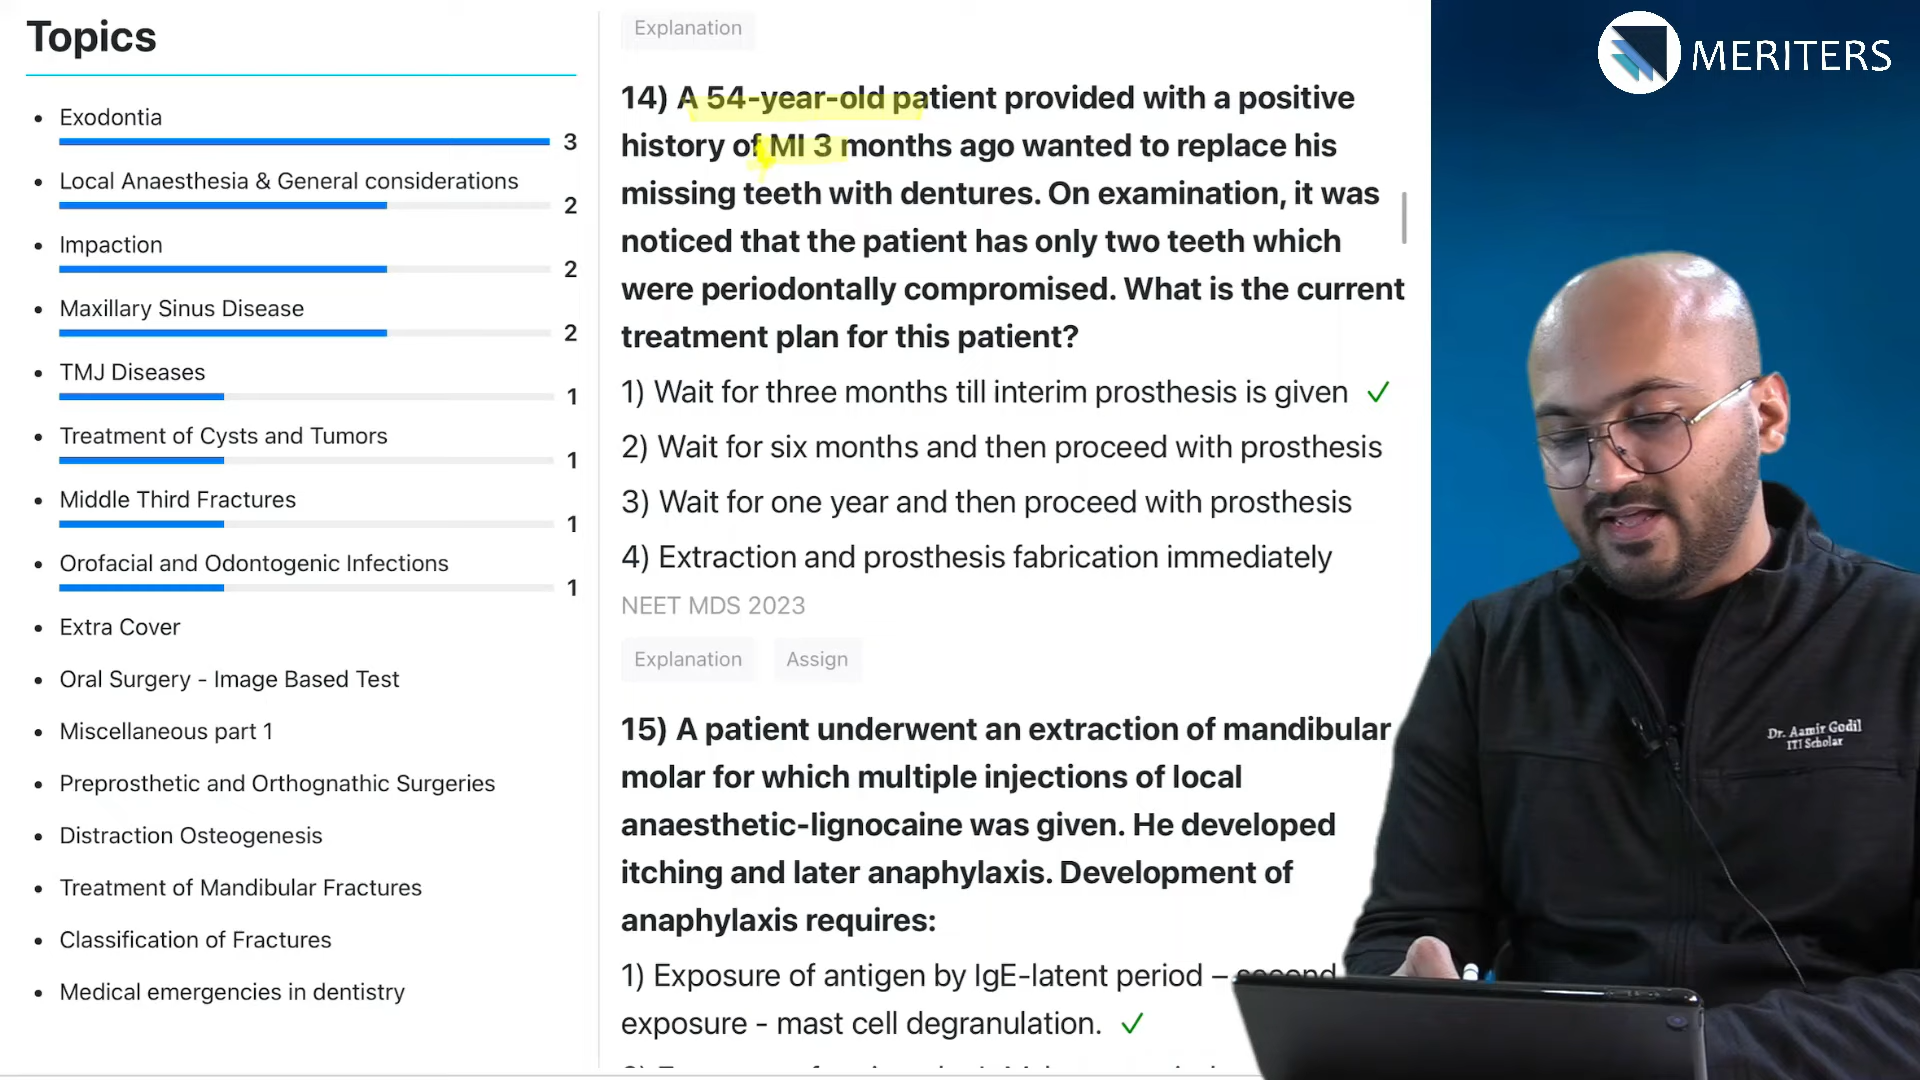 Topics
Exodontia
3
Local Anaesthesia & General considerations
2
Impaction
2
Maxillary Sinus Disease
2
TMJ Diseases
1
Treatment of Cysts and Tumors
1
Middle Third Fractures
1
Orofacial and Odontogenic Infections
1
Extra Cover
Oral Surgery - Image Based Test
Miscellaneous part 1
Preprosthetic and Orthognathic Surgeries
Distraction Osteogenesis
Treatment of Mandibular Fractures
Classification of Fractures
Medical emergencies in dentistry
Explanation
14) A 54-year-old patient provided with a positive
history of MI 3 months ago wanted to replace his
missing teeth with dentures. On examination, it was
noticed that the patient has only two teeth which
were periodontally compromised. What is the current
treatment plan for this patient?
1) Wait for three months till interim prosthesis is given ✓
2) Wait for six months and then proceed with prosthesis
3) Wait for one year and then proceed with prosthesis
4) Extraction and prosthesis fabrication immediately
NEET MDS 2023
Explanation Assign
15) A patient underwent an extraction of mandibular
molar for which multiple injections of local
anaesthetic-lignocaine was given. He developed
itching and later anaphylaxis. Development of
anaphylaxis requires:
1) Exposure of antigen by IgE-latent period – second
exposure - mast cell degranulation. ✓
MERITERS
Dr. Aamir Godil
ITI Scholar